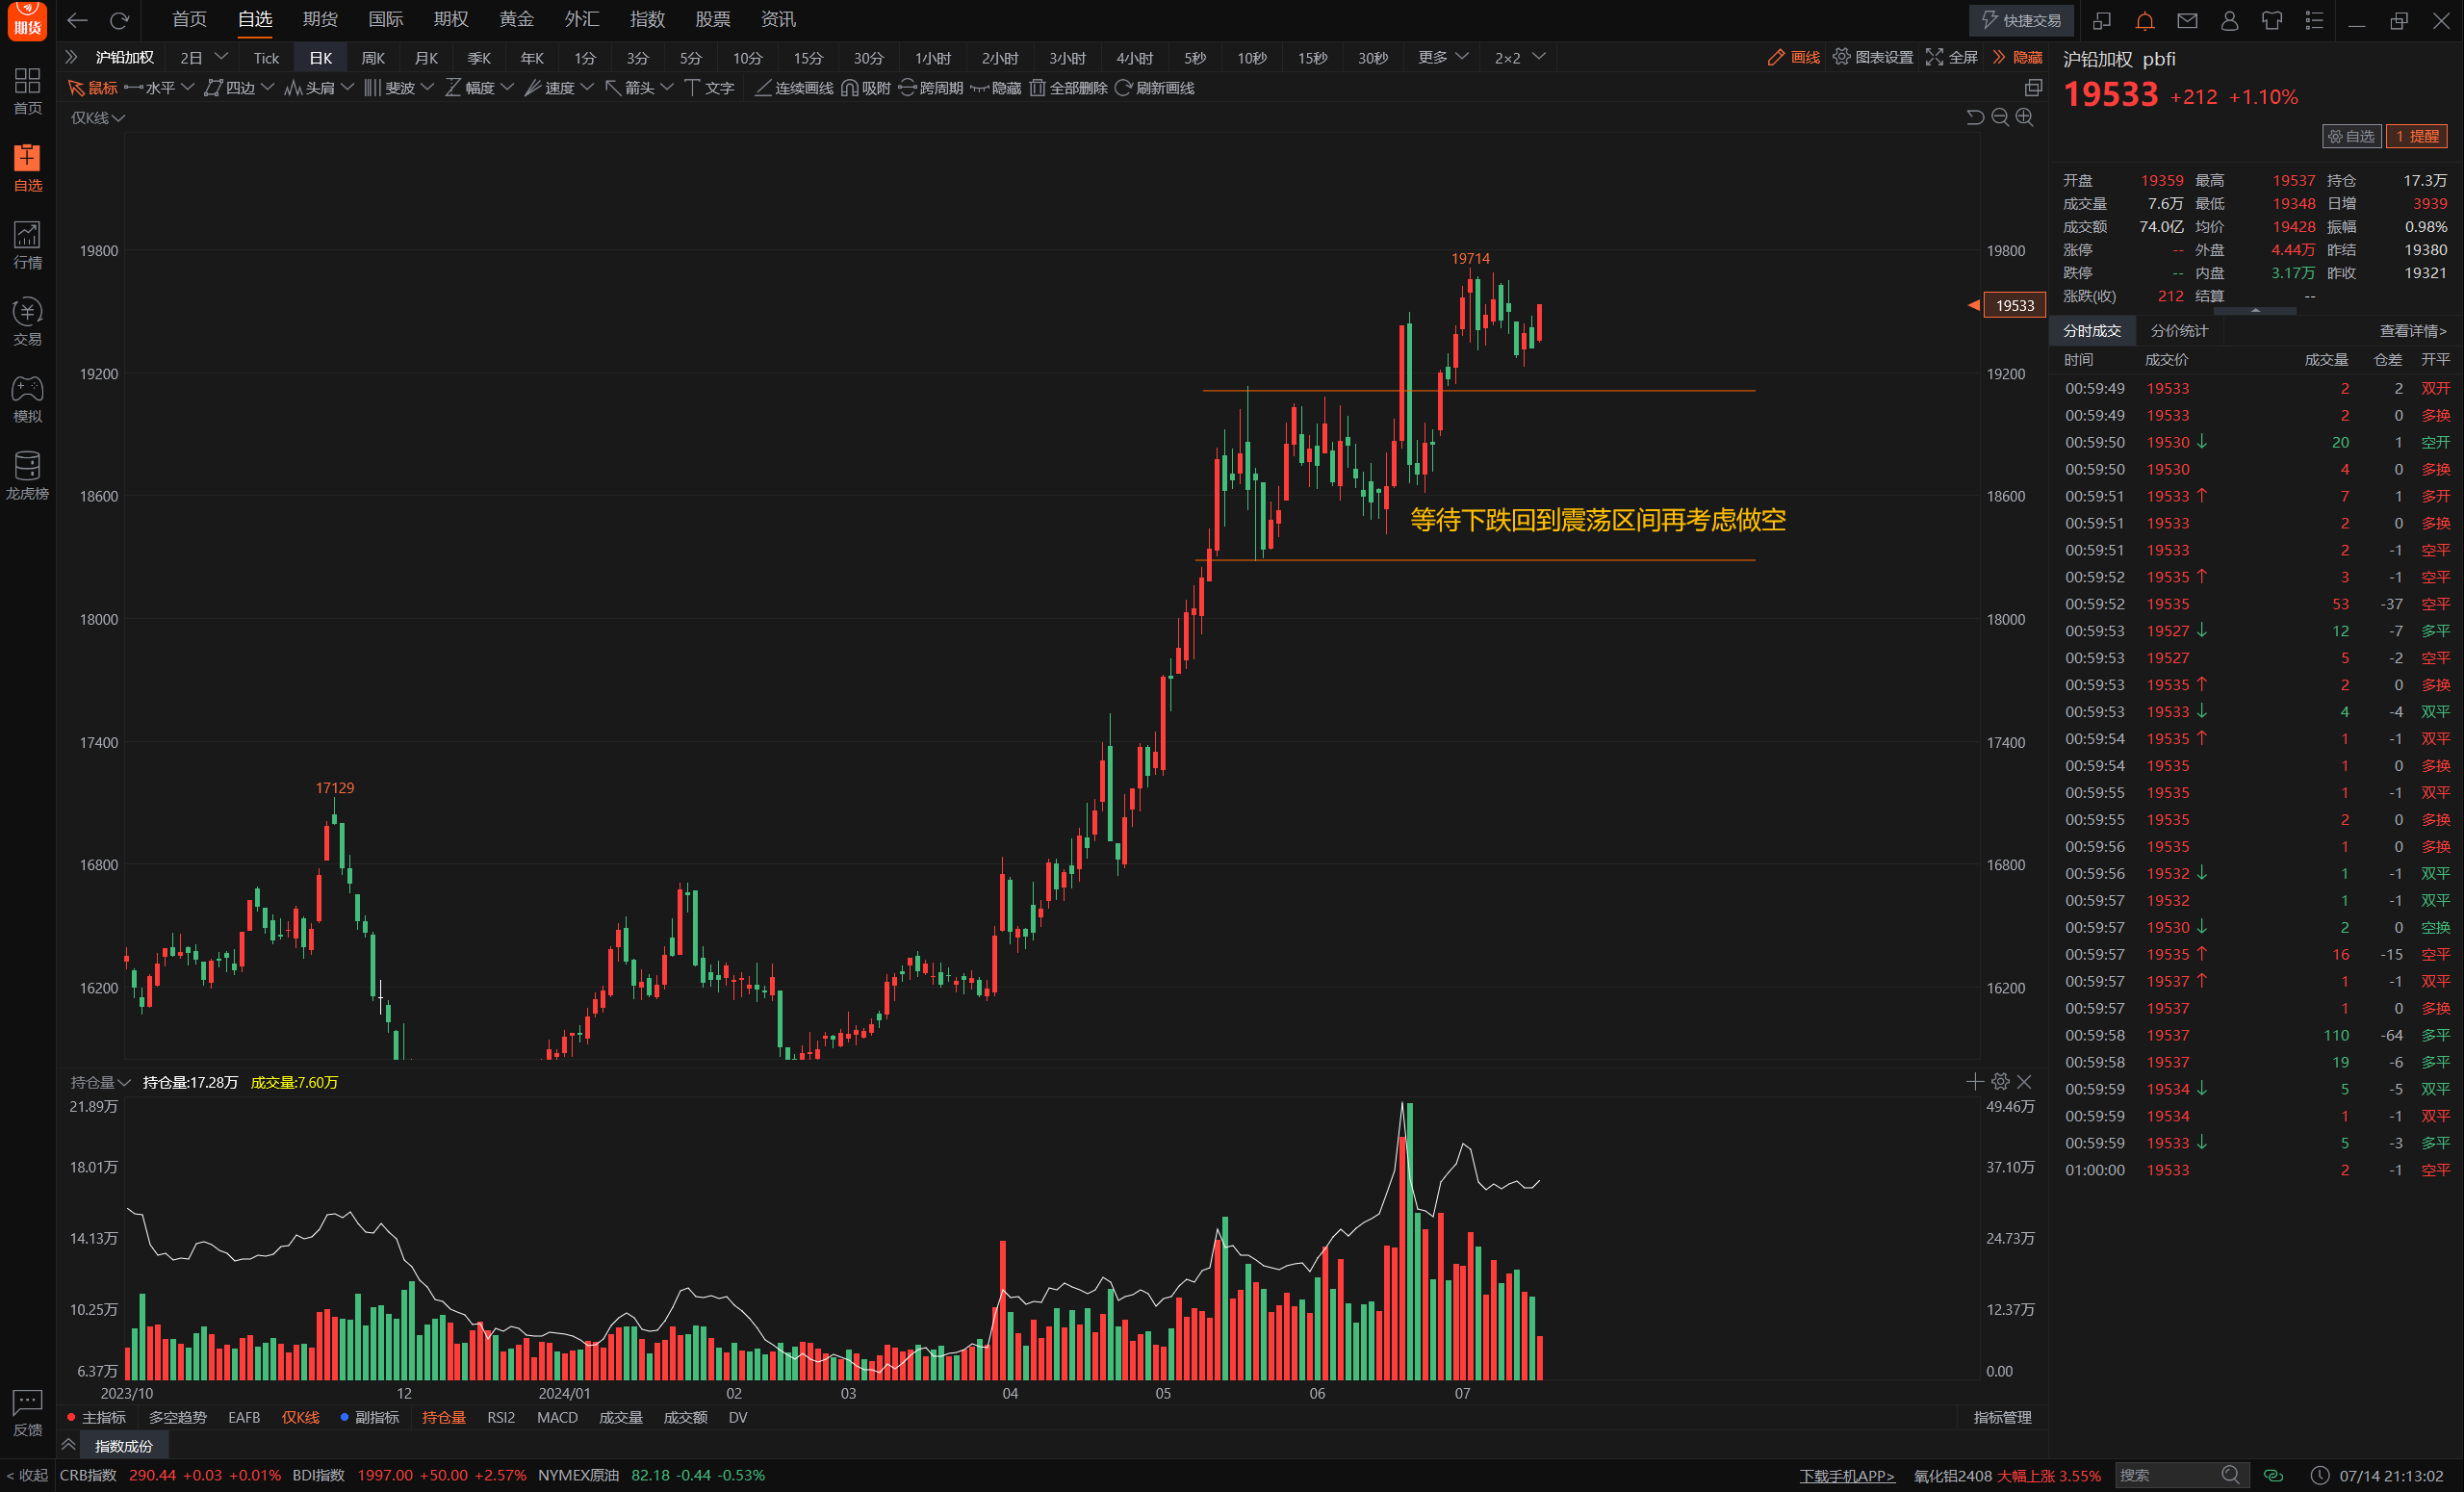 期货
首页 自选 期货 国际 期权 黄金 外汇 指数 股票 资讯
快捷交易
沪铅加权 2日 Tick 日K 周K 月K 季K 年K 1分 3分 5分 10分 15分 30分 1小时 2小时 3小时 4小时 5秒 10秒 15秒 30秒 更多 2×2
画线 图表设置 全屏 隐藏
鼠标 水平 四边 头肩 斐波 幅度 速度 箭头 文字 连续画线 吸附 跨周期 隐藏 全部删除 刷新画线
仅K线
首页
自选
行情
交易
模拟
龙虎榜
反馈
19800 19800
19200 19200
18600 18600
18000 18000
17400 17400
16800 16800
16200 16200
19714
19533
17129
等待下跌回到震荡区间再考虑做空
持仓量 持仓量:17.28万 成交量:7.60万
21.89万 49.46万
18.01万 37.10万
14.13万 24.73万
10.25万 12.37万
6.37万 0.00
2023/10 12 2024/01 02 03 04 05 06 07
主指标 多空趋势 EAFB 仅K线 副指标 持仓量 RSI2 MACD 成交量 成交额 DV 指标管理
指数成份
沪铅加权 pbfi
19533 +212 +1.10%
自选 1 提醒
开盘 19359 最高 19537 持仓 17.3万
成交量 7.6万 最低 19348 日增 3939
成交额 74.0亿 均价 19428 振幅 0.98%
涨停 -- 外盘 4.44万 昨结 19380
跌停 -- 内盘 3.17万 昨收 19321
涨跌(收) 212 结算 --
分时成交 分价统计 查看详情>
时间 成交价 成交量 仓差 开平
00:59:49 19533 2 2 双开
00:59:49 19533 2 0 多换
00:59:50 19530↓ 20 1 空开
00:59:50 19530 4 0 多换
00:59:51 19533↑ 7 1 多开
00:59:51 19533 2 0 多换
00:59:51 19533 2 -1 空平
00:59:52 19535↑ 3 -1 空平
00:59:52 19535 53 -37 空平
00:59:53 19527↓ 12 -7 多平
00:59:53 19527 5 -2 空平
00:59:53 19535↑ 2 0 多换
00:59:53 19533↓ 4 -4 双平
00:59:54 19535↑ 1 -1 双平
00:59:54 19535 1 0 多换
00:59:55 19535 1 -1 双平
00:59:55 19535 2 0 多换
00:59:56 19535 1 0 多换
00:59:56 19532↓ 1 -1 双平
00:59:57 19532 1 -1 双平
00:59:57 19530↓ 2 0 空换
00:59:57 19535↑ 16 -15 空平
00:59:57 19537↑ 1 -1 双平
00:59:57 19537 1 0 多换
00:59:58 19537 110 -64 多平
00:59:58 19537 19 -6 多平
00:59:59 19534↓ 5 -5 双平
00:59:59 19534 1 -1 双平
00:59:59 19533↓ 5 -3 多平
01:00:00 19533 2 -1 空平
< 收起 CRB指数 290.44 +0.03 +0.01% BDI指数 1997.00 +50.00 +2.57% NYMEX原油 82.18 -0.44 -0.53%
下载手机APP> 氧化铝2408 大幅上涨 3.55% 搜索 07/14 21:13:02